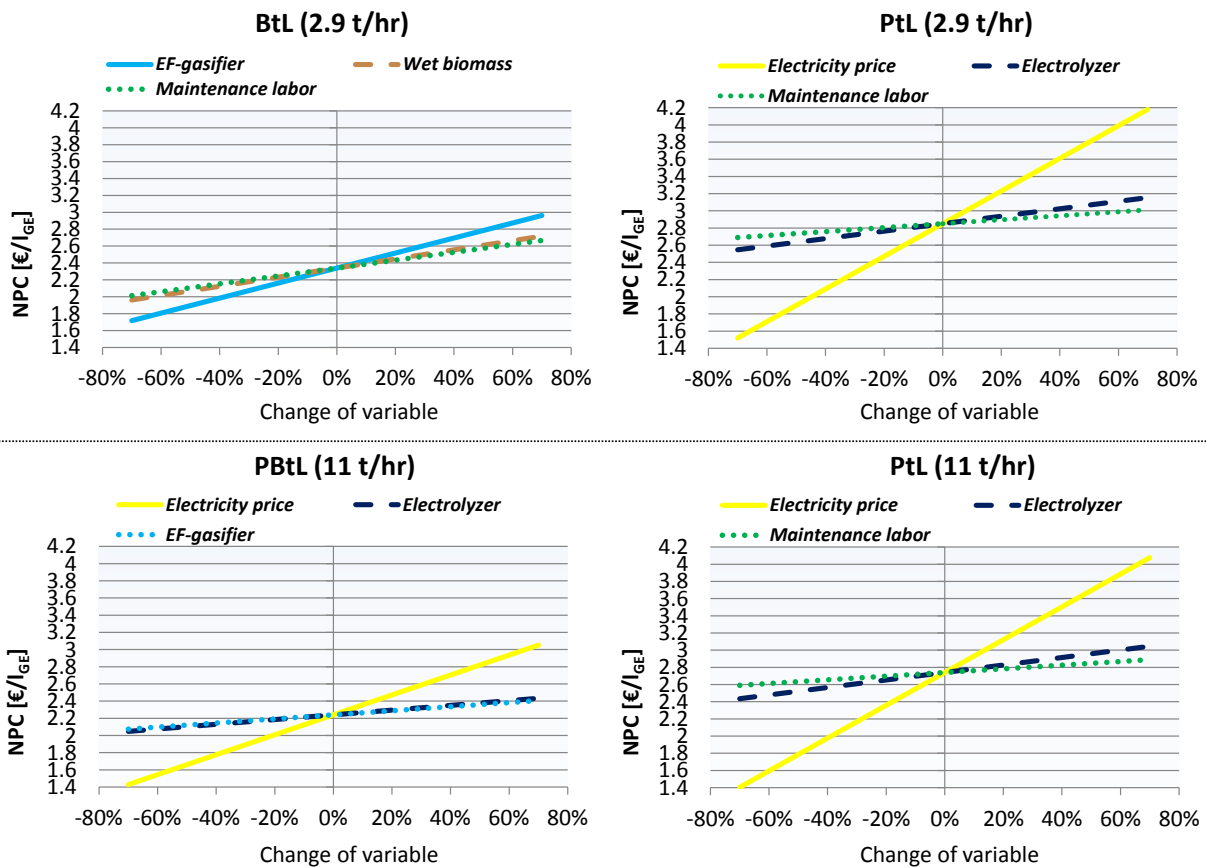 BtL (2.9 t/hr)
EF-gasifier Wet biomass
Maintenance labor
4.2
4
3.8
3.6
3.4
3.2
3
2.8
2.6
2.4
2.2
2
1.8
1.6
1.4
NPC [€/lGE]
-80% -60% -40% -20% 0% 20% 40% 60% 80%
Change of variable
PtL (2.9 t/hr)
Electricity price Electrolyzer
Maintenance labor
4.2
4
3.8
3.6
3.4
3.2
3
2.8
2.6
2.4
2.2
2
1.8
1.6
1.4
NPC [€/lGE]
-80% -60% -40% -20% 0% 20% 40% 60% 80%
Change of variable
PBtL (11 t/hr)
Electricity price Electrolyzer
EF-gasifier
4.2
4
3.8
3.6
3.4
3.2
3
2.8
2.6
2.4
2.2
2
1.8
1.6
1.4
NPC [€/lGE]
-80% -60% -40% -20% 0% 20% 40% 60% 80%
Change of variable
PtL (11 t/hr)
Electricity price Electrolyzer
Maintenance labor
4.2
4
3.8
3.6
3.4
3.2
3
2.8
2.6
2.4
2.2
2
1.8
1.6
1.4
NPC [€/lGE]
-80% -60% -40% -20% 0% 20% 40% 60% 80%
Change of variable